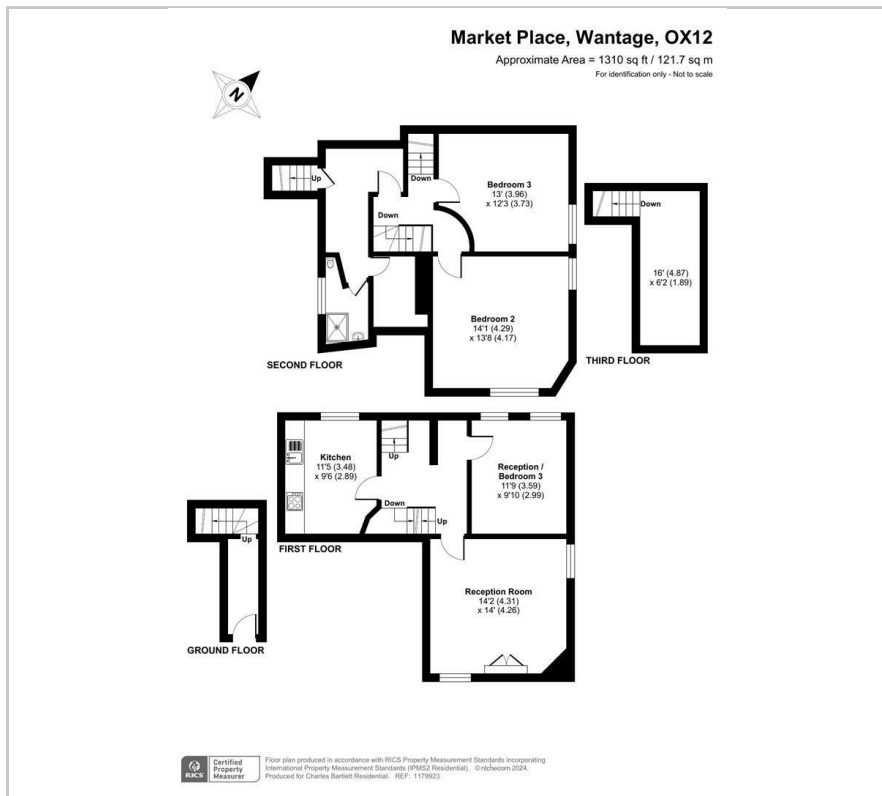 Market Place, Wantage, OX12
Approximate Area = 1310 sq ft / 121.7 sq m
For identification only - Not to scale
N
Up
Down
Bedroom 3
13' (3.96)
x 12'3 (3.73)
Down
Down
16' (4.87)
x 6'2 (1.89)
Bedroom 2
14'1 (4.29)
x 13'8 (4.17)
SECOND FLOOR
THIRD FLOOR
Kitchen
11'5 (3.48)
x 9'6 (2.89)
Up
Reception /
Bedroom 3
11'9 (3.59)
x 9'10 (2.99)
Down
Up
Up
FIRST FLOOR
Reception Room
14'2 (4.31)
x 14' (4.26)
GROUND FLOOR
RICS
Certified
Property
Measurer
Floor plan produced in accordance with RICS Property Measurement Standards incorporating
International Property Measurement Standards (IPMS2 Residential). © nichecom 2024.
Produced for Charles Bartlett Residential. REF: 1179923